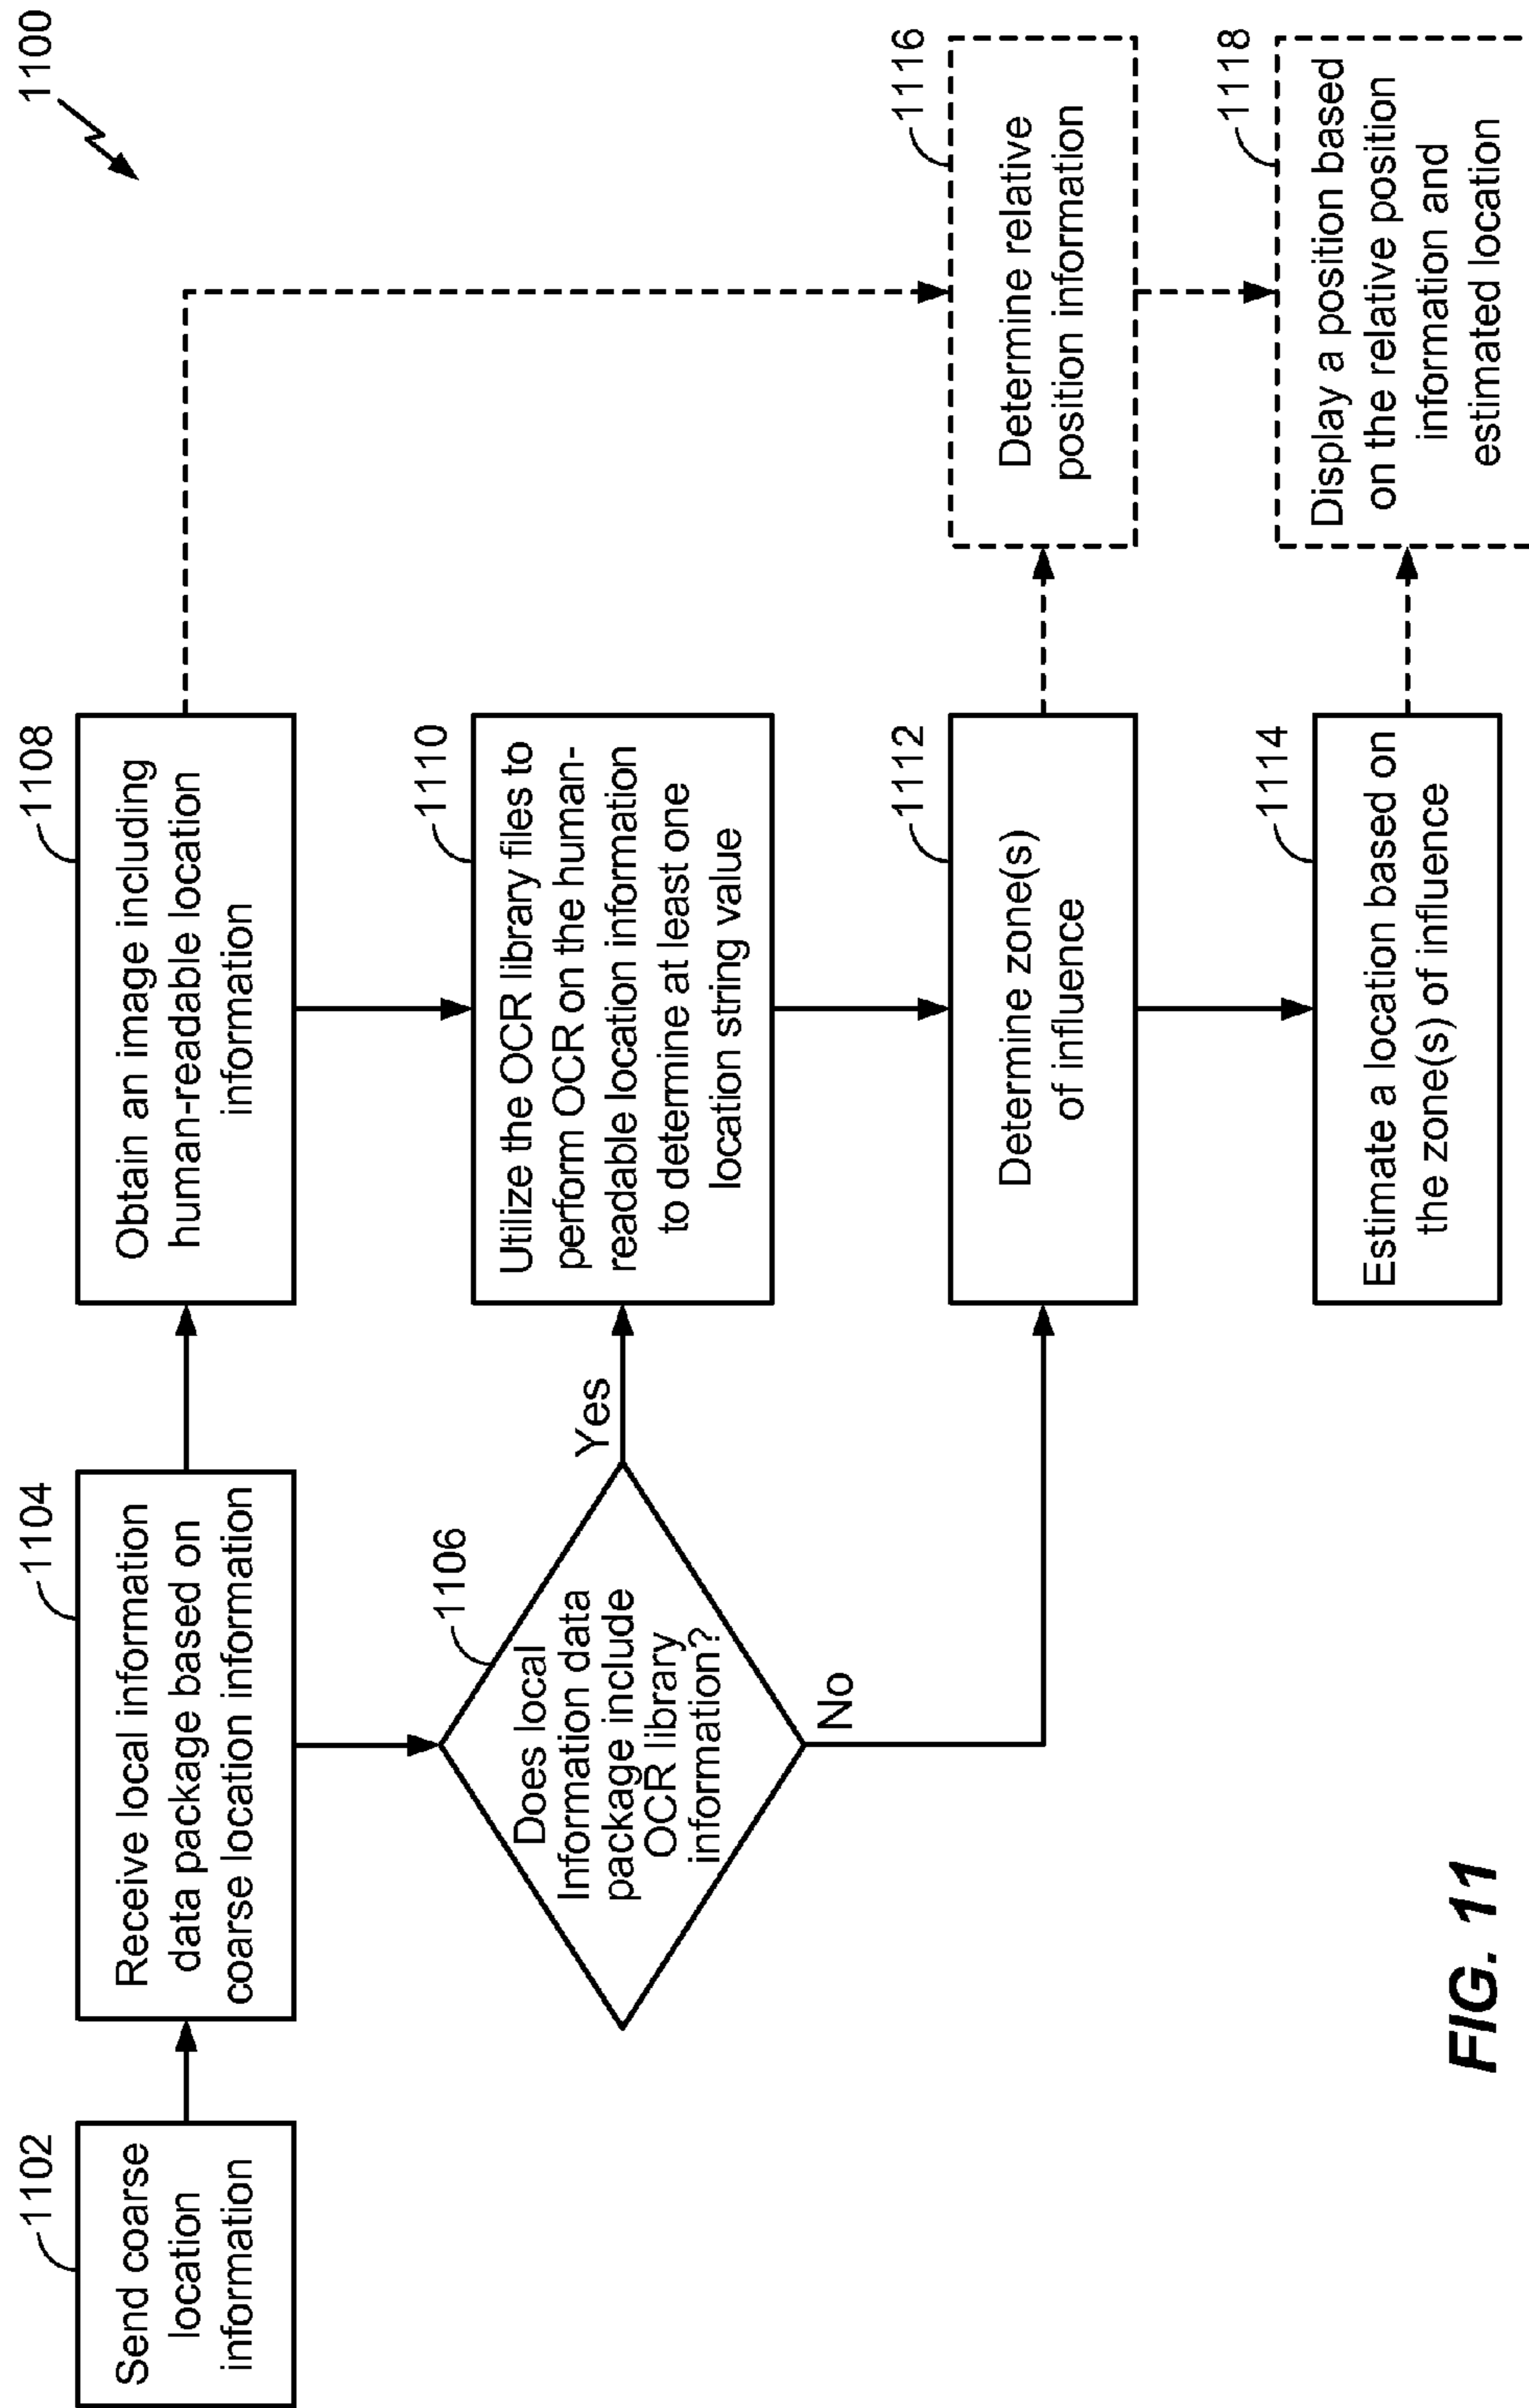 1100
1102
Send coarse
location
information
1104
Receive local information
data package based on
coarse location information
1106
Does local
Information data
package include
OCR library
information?
Yes
No
1108
Obtain an image including
human-readable location
information
1110
Utilize the OCR library files to
perform OCR on the human-
readable location information
to determine at least one
location string value
1112
Determine zone(s)
of influence
1114
Estimate a location based on
the zone(s) of influence
1116
Determine relative
position information
1118
Display a position based
on the relative position
information and
estimated location
FIG. 11